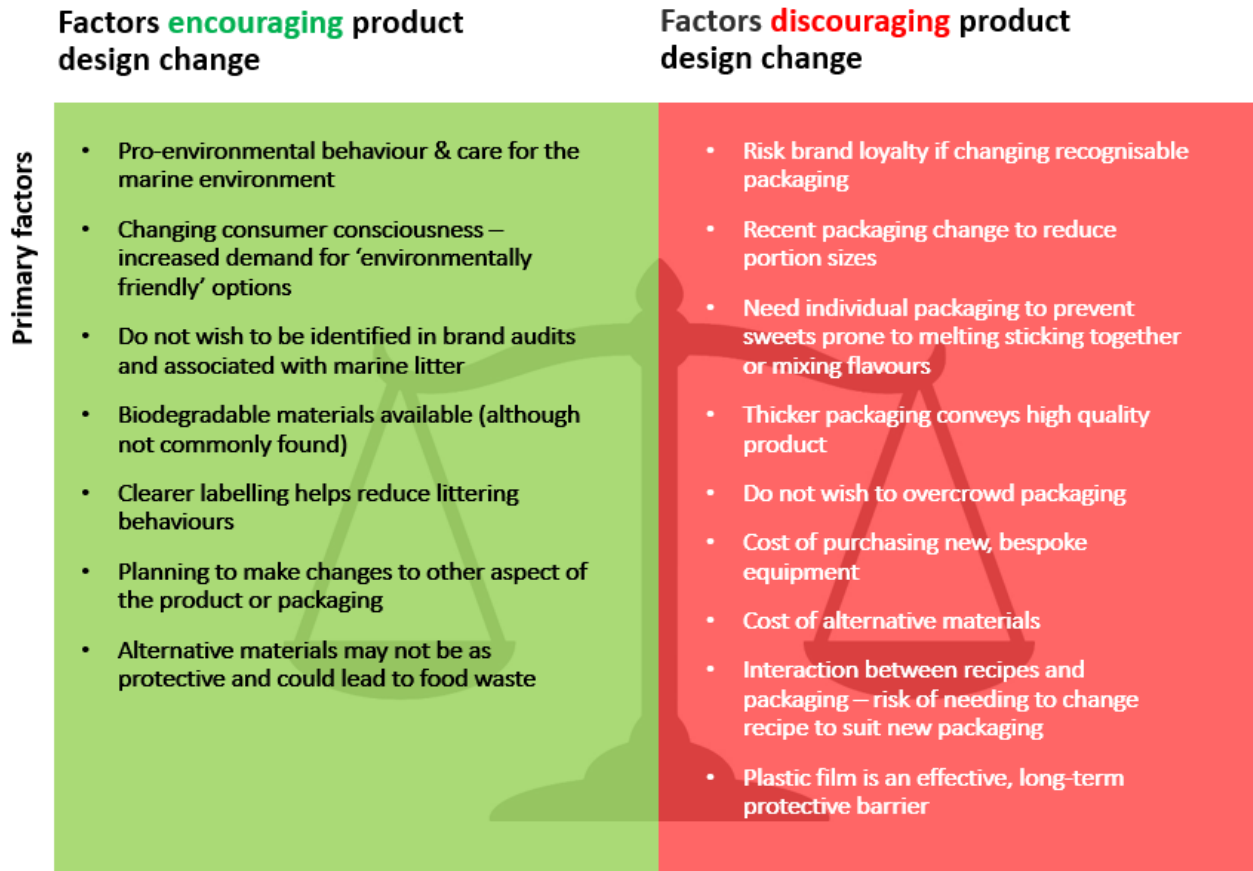 Factors encouraging product
design change
Factors discouraging product
design change
Primary factors
• Pro-environmental behaviour & care for the
marine environment
• Changing consumer consciousness –
increased demand for ‘environmentally
friendly’ options
• Do not wish to be identified in brand audits
and associated with marine litter
• Biodegradable materials available (although
not commonly found)
• Clearer labelling helps reduce littering
behaviours
• Planning to make changes to other aspect of
the product or packaging
• Alternative materials may not be as
protective and could lead to food waste
• Risk brand loyalty if changing recognisable
packaging
• Recent packaging change to reduce
portion sizes
• Need individual packaging to prevent
sweets prone to melting sticking together
or mixing flavours
• Thicker packaging conveys high quality
product
• Do not wish to overcrowd packaging
• Cost of purchasing new, bespoke
equipment
• Cost of alternative materials
• Interaction between recipes and
packaging – risk of needing to change
recipe to suit new packaging
• Plastic film is an effective, long-term
protective barrier